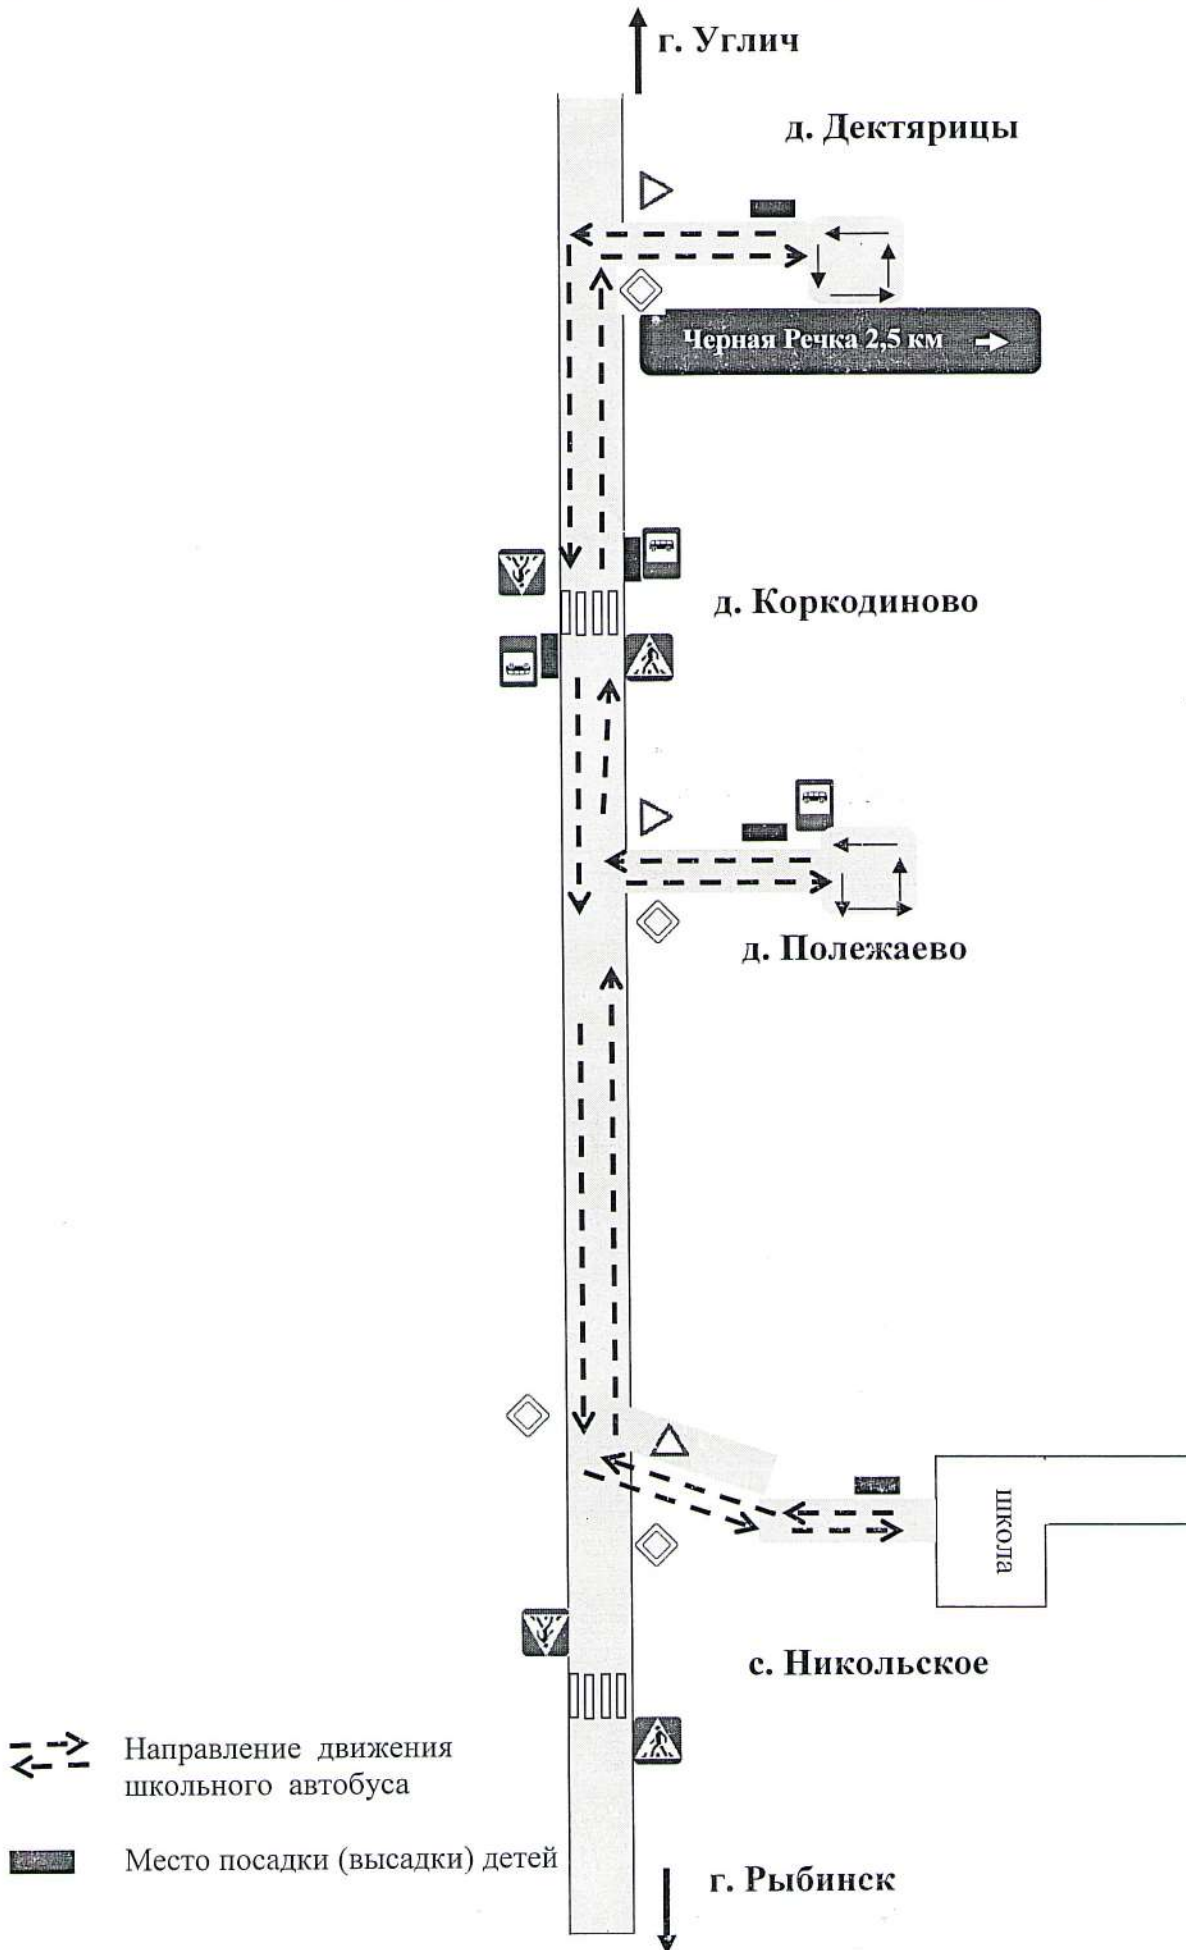 г. Углич
д. Дектярицы
Черная Речка 2,5 км
д. Коркодиново
д. Полежаево
школа
с. Никольское
Направление движения
школьного автобуса
Место посадки (высадки) детей
г. Рыбинск